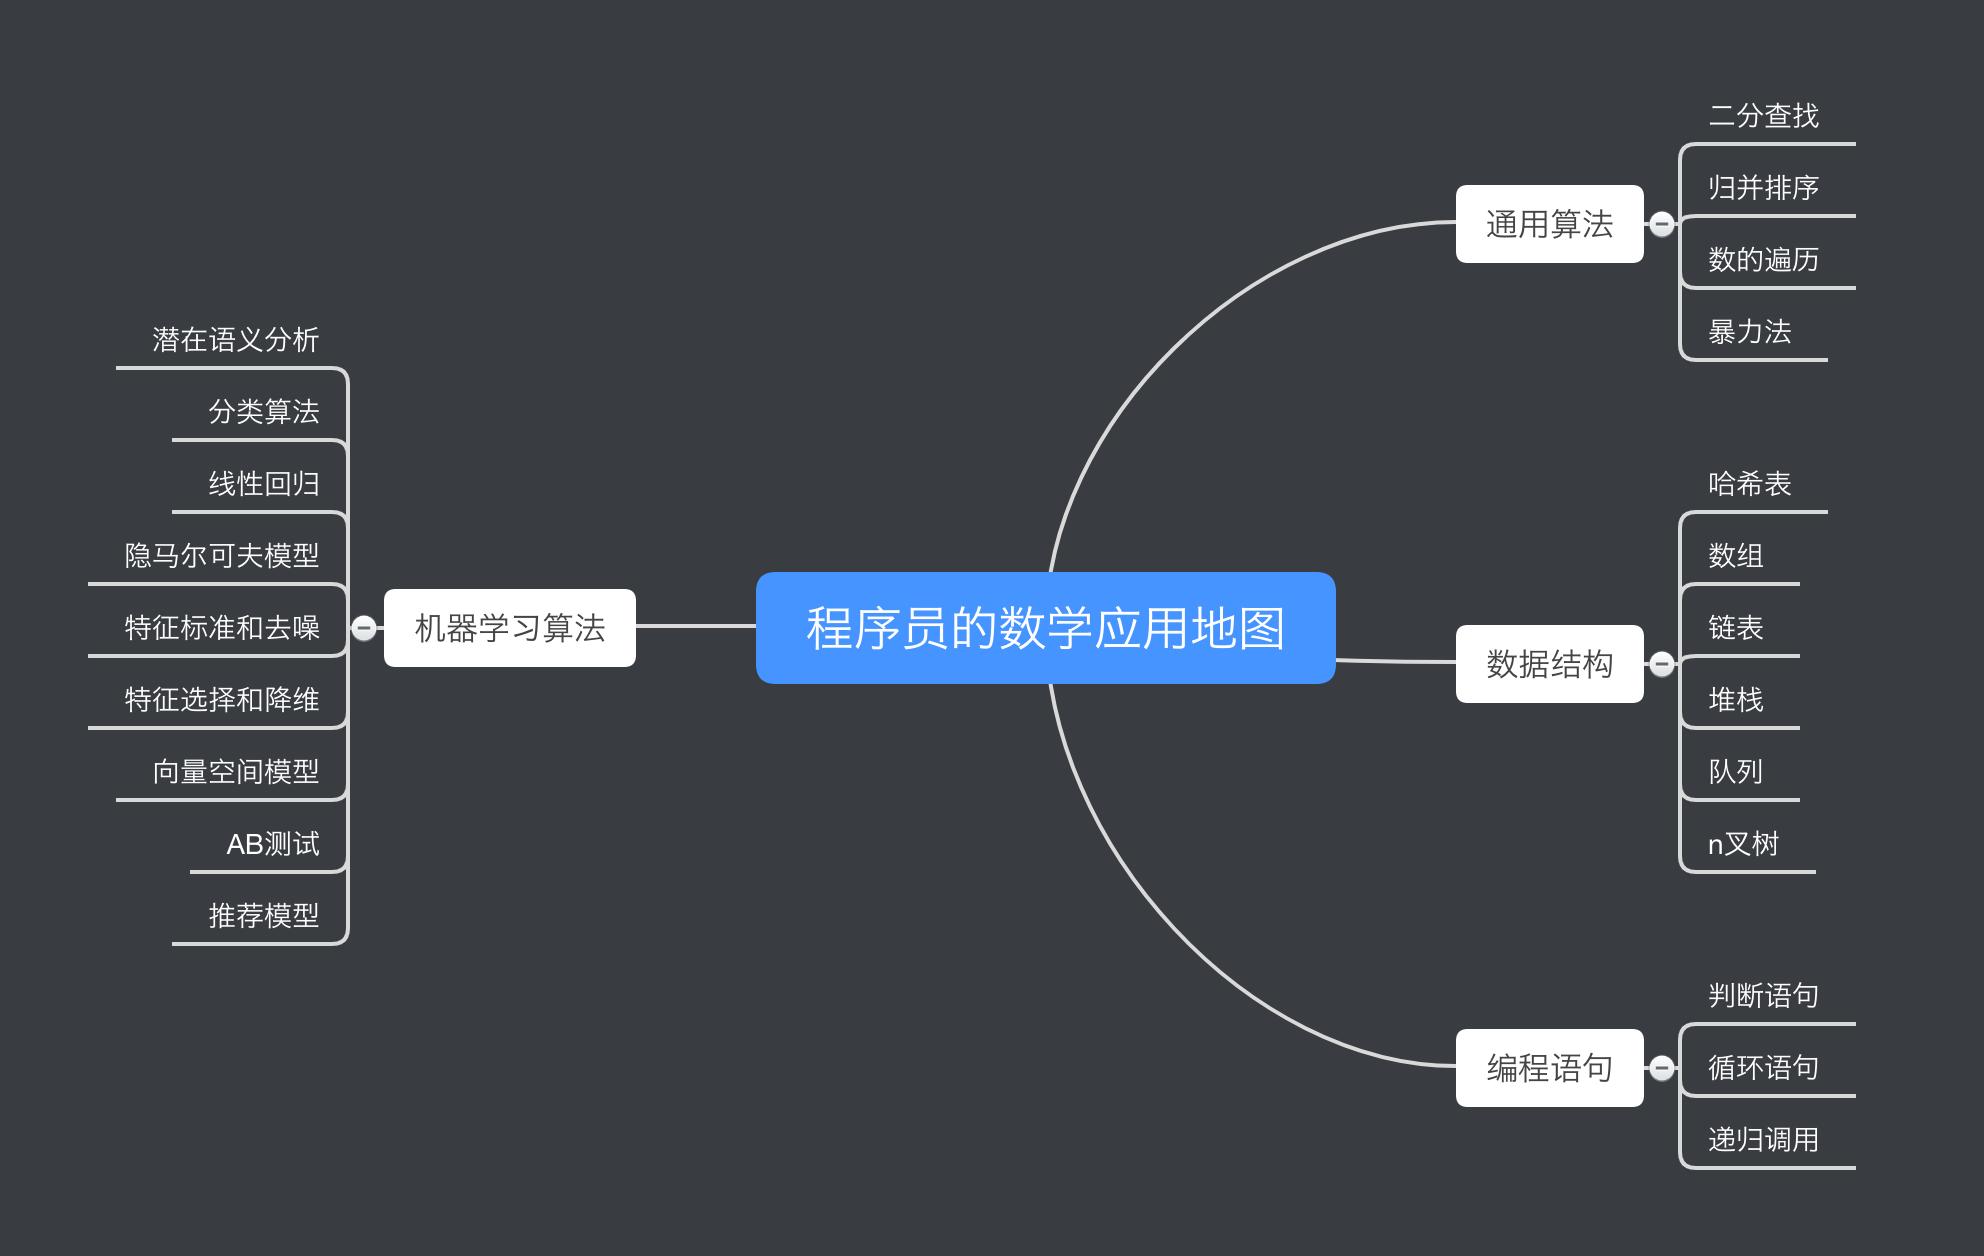 程序员的数学应用地图
通用算法
二分查找
归并排序
数的遍历
暴力法
数据结构
哈希表
数组
链表
堆栈
队列
n叉树
编程语句
判断语句
循环语句
递归调用
机器学习算法
潜在语义分析
分类算法
线性回归
隐马尔可夫模型
特征标准和去噪
特征选择和降维
向量空间模型
AB测试
推荐模型